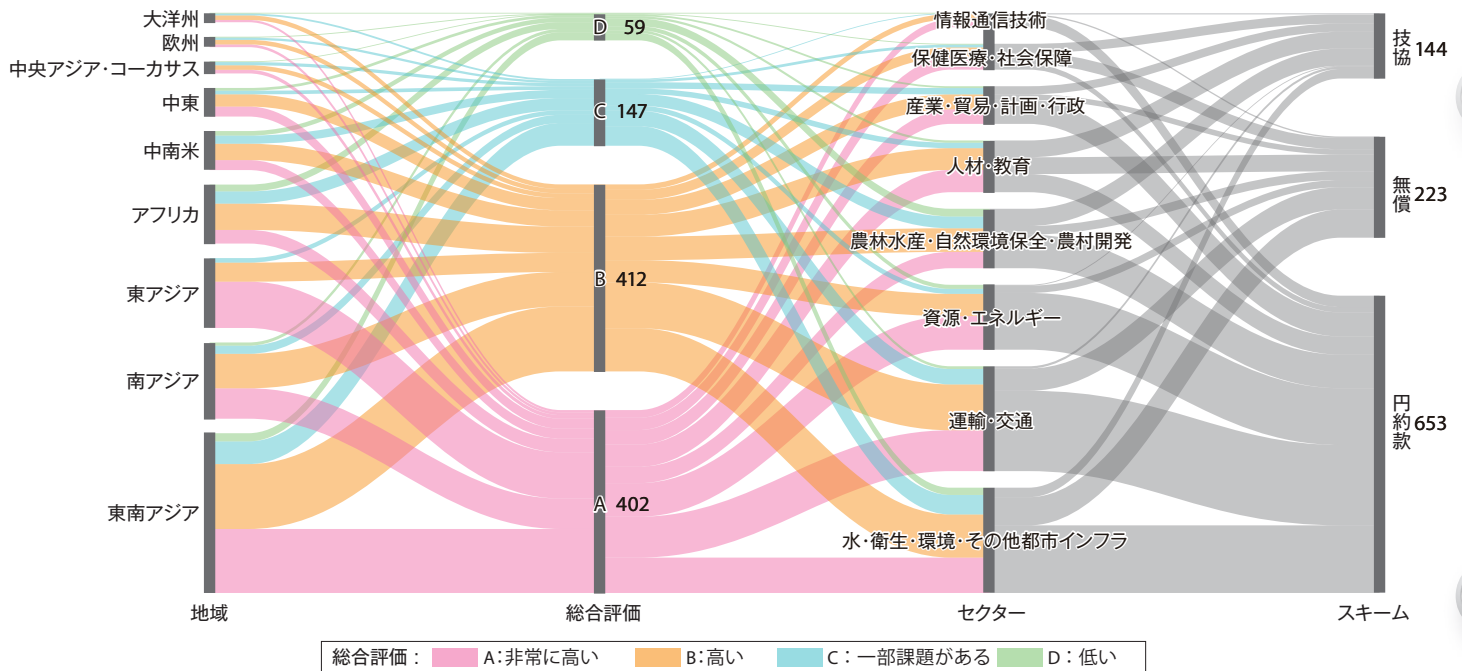 大洋州
欧州
中央アジア・コーカサス
中東
中南米
アフリカ
東アジア
南アジア
東南アジア
地域
D 59
C 147
B 412
A 402
総合評価
情報通信技術
保健医療・社会保障
産業・貿易・計画・行政
人材・教育
農林水産・自然環境保全・農村開発
資源・エネルギー
運輸・交通
水・衛生・環境・その他都市インフラ
セクター
技協 144
無償 223
円約款 653
スキーム
総合評価： A：非常に高い B：高い C：一部課題がある D：低い